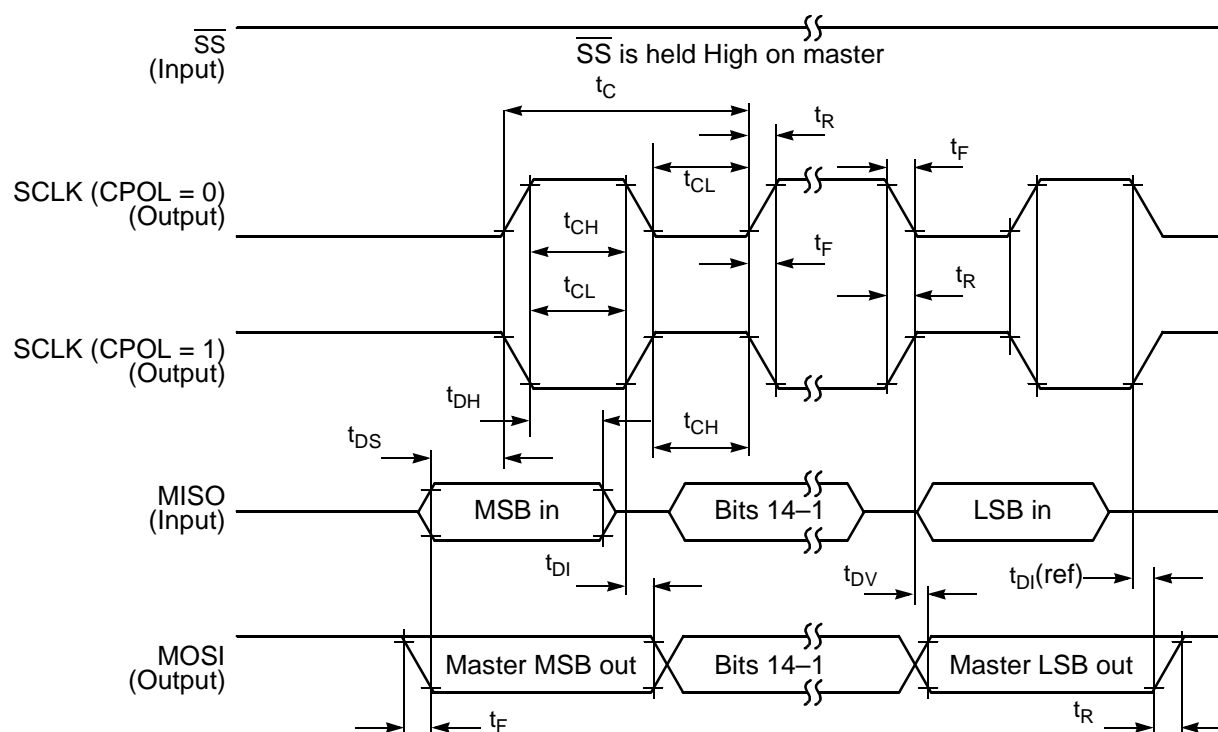 SS
(Input)
SS is held High on master
tC
tR
tF
tCL
SCLK (CPOL = 0)
(Output)
tCH
tF
tCL
tR
SCLK (CPOL = 1)
(Output)
tDH
tCH
tDS
MISO
(Input)
MSB in
Bits 14–1
LSB in
tDI
tDV
tDI(ref)
MOSI
(Output)
Master MSB out
Bits 14–1
Master LSB out
tF
tR